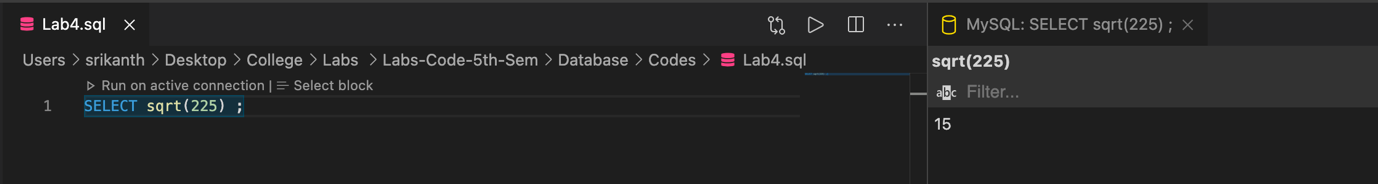 Lab4.sql
Users > srikanth > Desktop > College > Labs > Labs-Code-5th-Sem > Database > Codes > Lab4.sql
Run on active connection | Select block
1 SELECT sqrt(225) ;
MySQL: SELECT sqrt(225) ;
sqrt(225)
abc Filter...
15